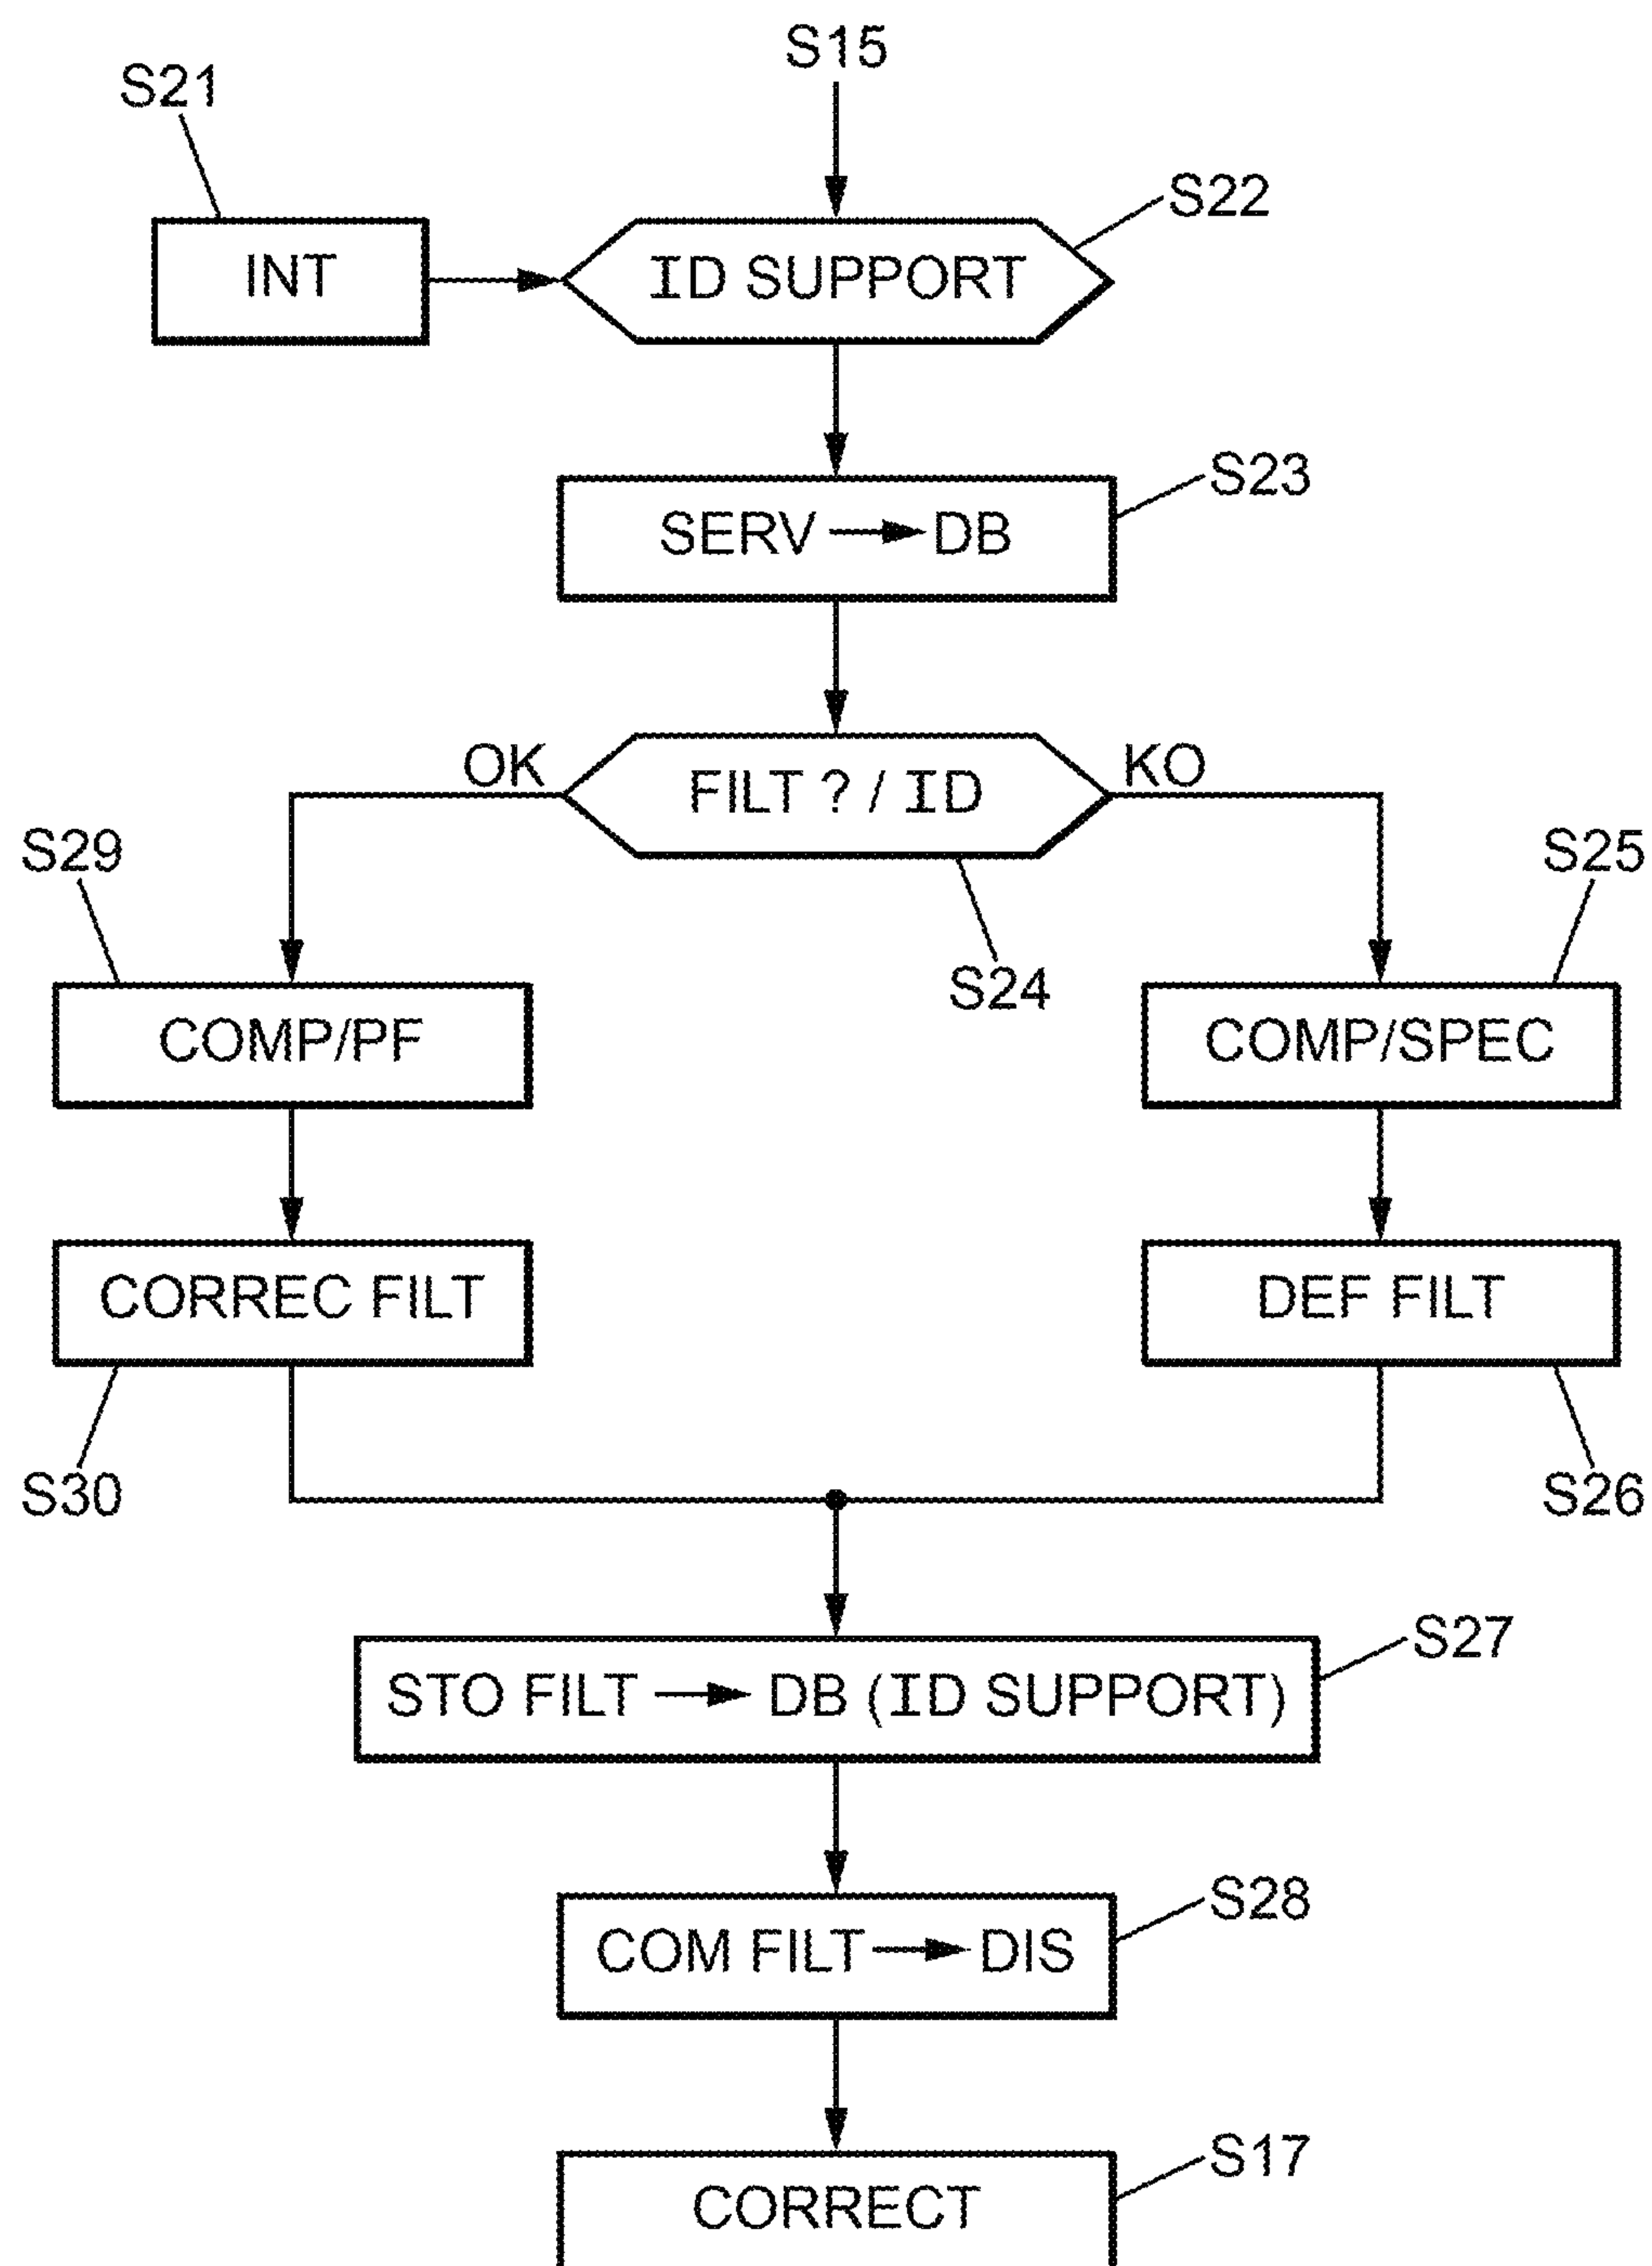 S15
S21
S22
INT
ID SUPPORT
S23
SERV → DB
OK
KO
FILT ? / ID
S29
S25
S24
COMP/PF
COMP/SPEC
CORREC FILT
DEF FILT
S30
S26
S27
STO FILT → DB (ID SUPPORT)
S28
COM FILT → DIS
S17
CORRECT